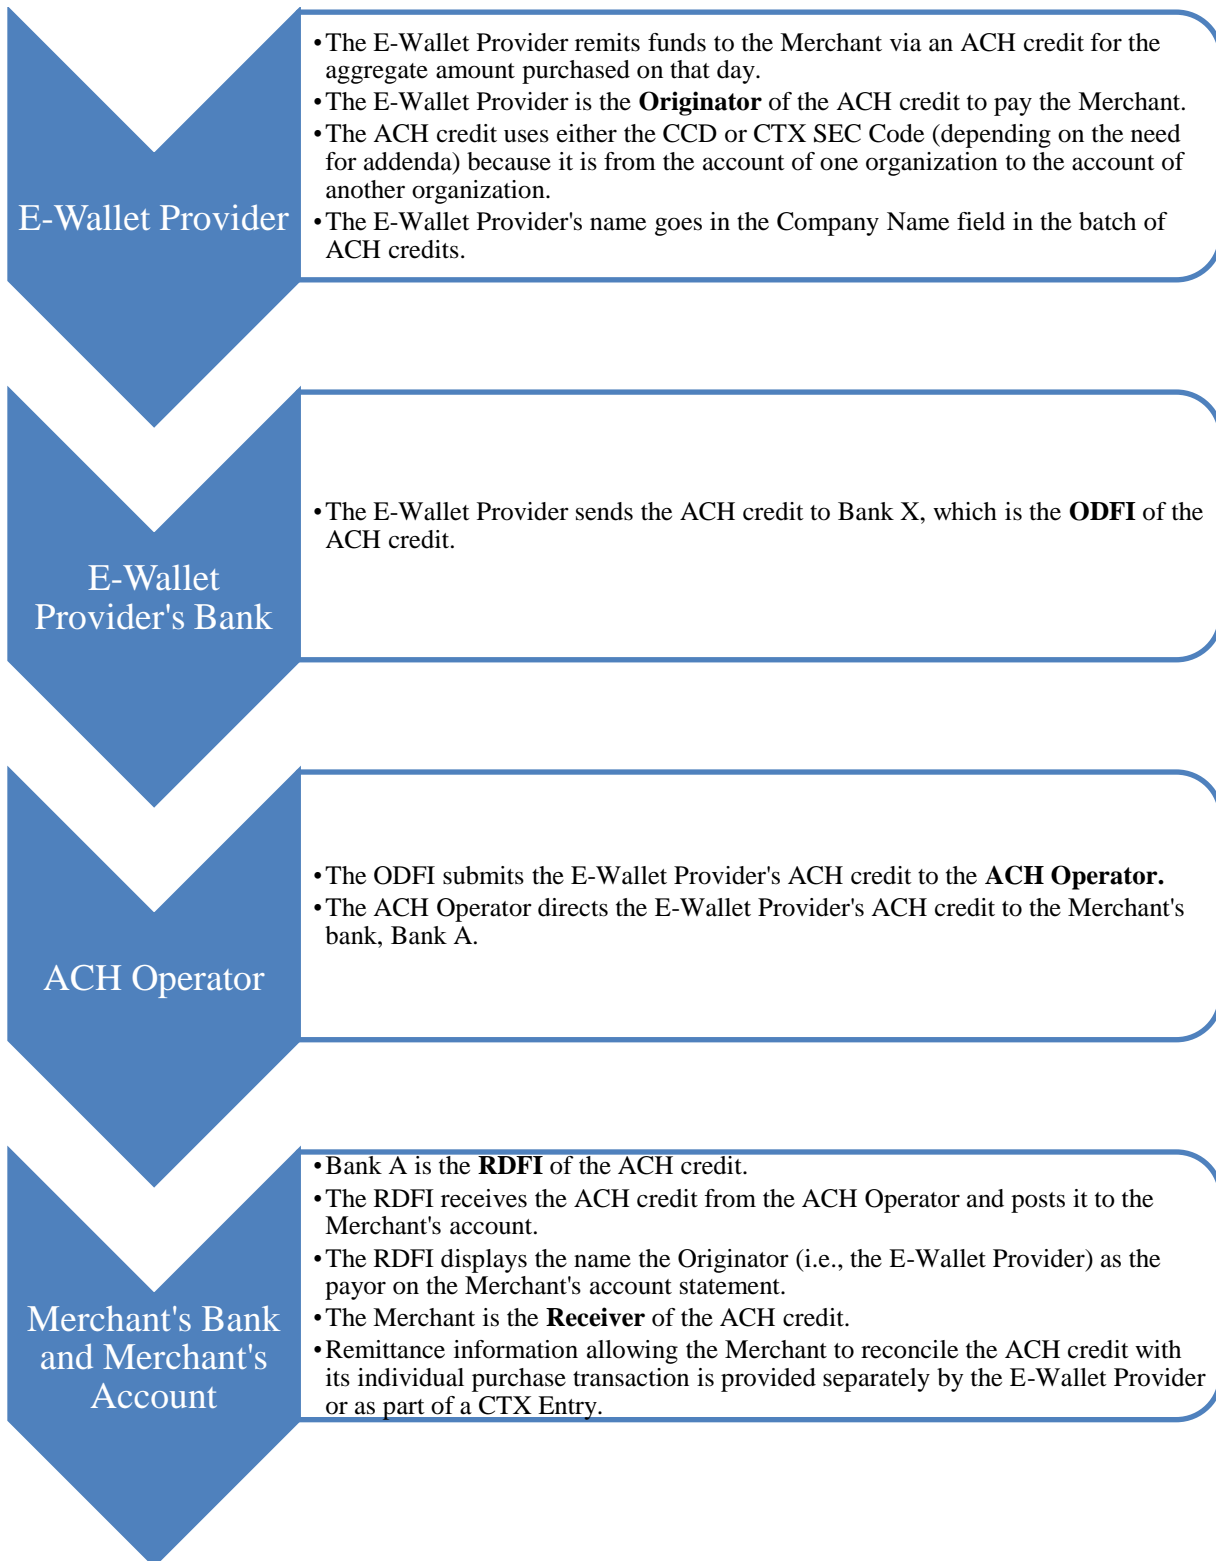 E-Wallet Provider
•The E-Wallet Provider remits funds to the Merchant via an ACH credit for the
aggregate amount purchased on that day.
•The E-Wallet Provider is the Originator of the ACH credit to pay the Merchant.
•The ACH credit uses either the CCD or CTX SEC Code (depending on the need
for addenda) because it is from the account of one organization to the account of
another organization.
•The E-Wallet Provider's name goes in the Company Name field in the batch of
ACH credits.
E-Wallet
Provider's Bank
•The E-Wallet Provider sends the ACH credit to Bank X, which is the ODFI of the
ACH credit.
ACH Operator
•The ODFI submits the E-Wallet Provider's ACH credit to the ACH Operator.
•The ACH Operator directs the E-Wallet Provider's ACH credit to the Merchant's
bank, Bank A.
Merchant's Bank
and Merchant's
Account
•Bank A is the RDFI of the ACH credit.
•The RDFI receives the ACH credit from the ACH Operator and posts it to the
Merchant's account.
•The RDFI displays the name the Originator (i.e., the E-Wallet Provider) as the
payor on the Merchant's account statement.
•The Merchant is the Receiver of the ACH credit.
•Remittance information allowing the Merchant to reconcile the ACH credit with
its individual purchase transaction is provided separately by the E-Wallet Provider
or as part of a CTX Entry.